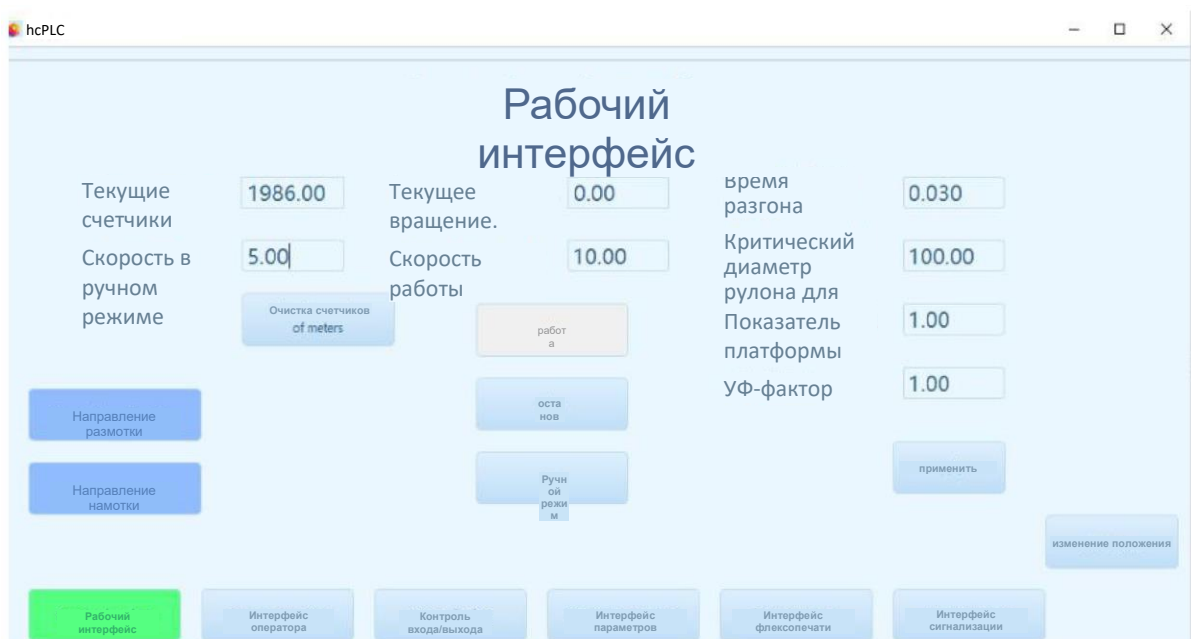 hcPLC
Рабочий
интерфейс
Текущие
счетчики
1986.00
Текущее
вращение.
0.00
Время
разгона
0.030
Скорость в
ручном
режиме
5.00
Скорость
работы
10.00
Критический
диаметр
рулона для
100.00
Очистка счетчиков
of meters
работ
а
Показатель
платформы
1.00
оста
нов
УФ-фактор
1.00
Направление
размотки
Ручн
ой
режи
м
применить
Направление
намотки
изменение положения
Рабочий
интерфейс
Интерфейс
оператора
Контроль
входа/выхода
Интерфейс
параметров
Интерфейс
флексопечати
Интерфейс
сигнализации